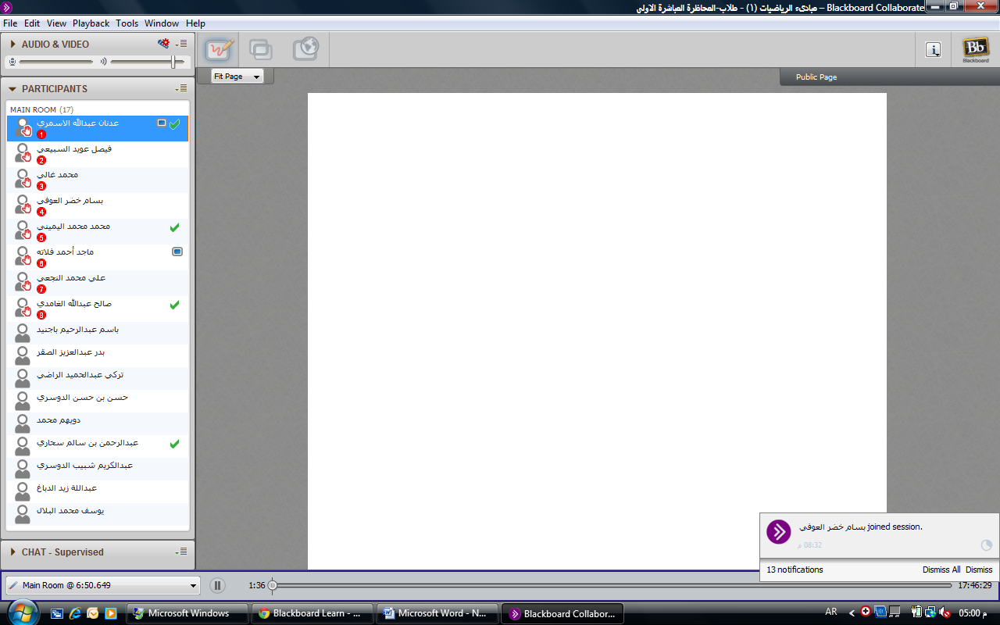 مبادىء الرياضيات (١) - طلاب-المحاظرة المباشرة الاولى – Blackboard Collaborate
File Edit View Playback Tools Window Help
AUDIO & VIDEO
PARTICIPANTS
MAIN ROOM (17)
عدنان عبدالله الاسمري
1
فيصل عويد السبيعي
2
محمد غالي
3
بسام خضر العوفي
4
محمد محمد اليميني
5
ماجد أحمد فلاته
6
علي محمد النجعي
7
صالح عبدالله الغامدي
8
باسم عبدالرحيم باجنيد
بدر عبدالعزيز الصقر
تركي عبدالحميد الراضي
حسن بن حسن الدوسري
دويهم محمد
عبدالرحمن بن سالم سحاري
عبدالكريم شبيب الدوسري
عبداللة زيد الدباغ
يوسف محمد البلال
CHAT - Supervised
Fit Page
Public Page
i
Bb
Blackboard
بسام خضر العوفي joined session.
08:32 م
13 notifications Dismiss All Dismiss
Main Room @ 6:50.649 1:36 17:46:29
Microsoft Windows Blackboard Learn - ... Microsoft Word - N... Blackboard Collabor... AR 05:00 م